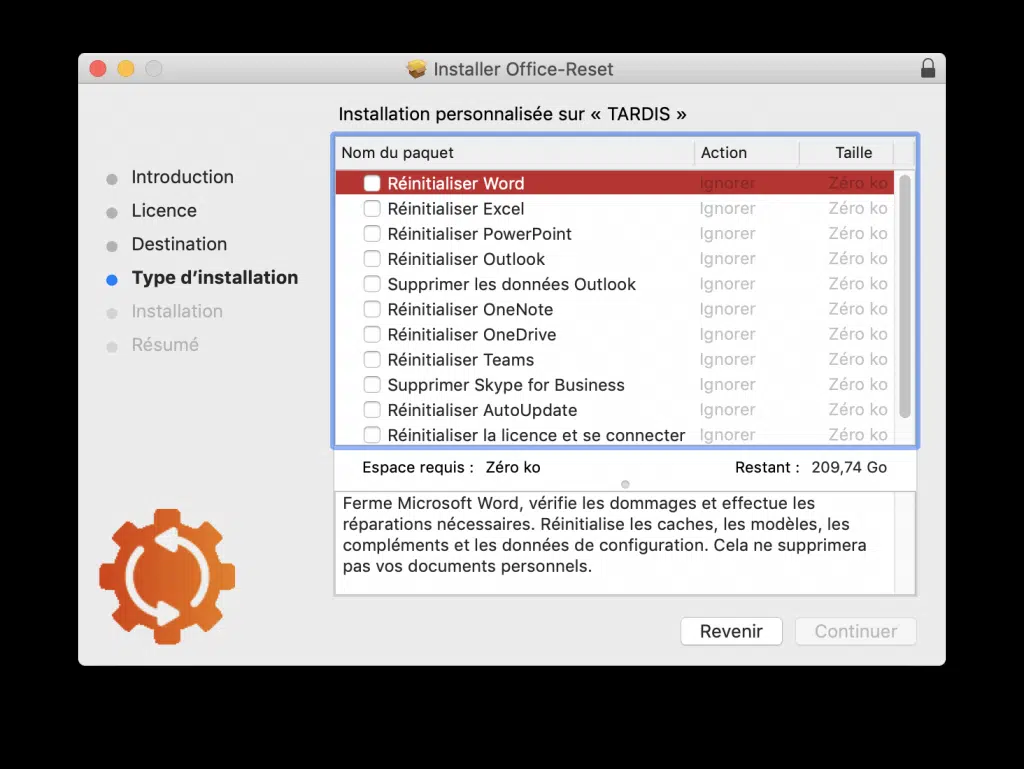 Installer Office-Reset
Installation personnalisée sur « TARDIS »
Introduction
Licence
Destination
Type d’installation
Installation
Résumé
Nom du paquet Action Taille
Réinitialiser Word Ignorer Zéro ko
Réinitialiser Excel Ignorer Zéro ko
Réinitialiser PowerPoint Ignorer Zéro ko
Réinitialiser Outlook Ignorer Zéro ko
Supprimer les données Outlook Ignorer Zéro ko
Réinitialiser OneNote Ignorer Zéro ko
Réinitialiser OneDrive Ignorer Zéro ko
Réinitialiser Teams Ignorer Zéro ko
Supprimer Skype for Business Ignorer Zéro ko
Réinitialiser AutoUpdate Ignorer Zéro ko
Réinitialiser la licence et se connecter Ignorer Zéro ko
Espace requis : Zéro ko Restant : 209,74 Go
Ferme Microsoft Word, vérifie les dommages et effectue les
réparations nécessaires. Réinitialise les caches, les modèles, les
compléments et les données de configuration. Cela ne supprimera
pas vos documents personnels.
Revenir Continuer